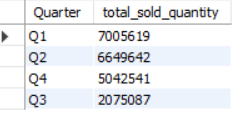 Quarter total_sold_quantity
Q1 7005619
Q2 6649642
Q4 5042541
Q3 2075087